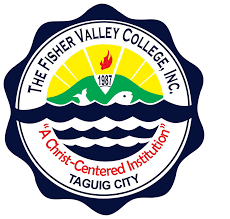 THE FISHER VALLEY COLLEGE, INC.
1987
"A Christ-Centered Institution"
TAGUIG CITY